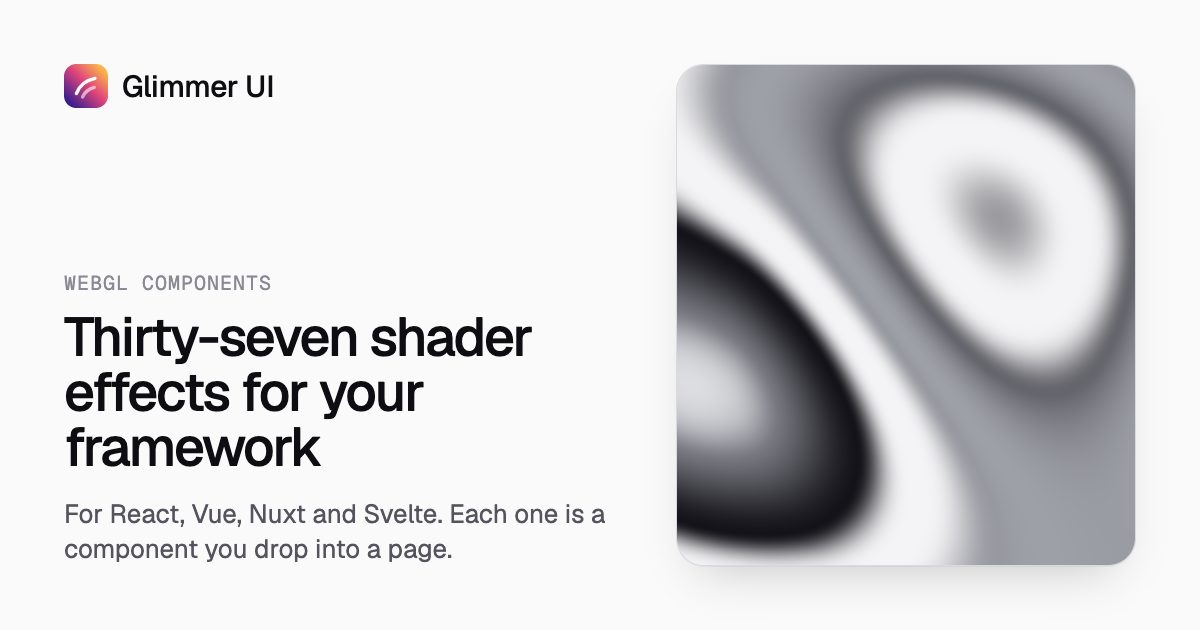 Glimmer UI
WEBGL COMPONENTS
Thirty-seven shader
effects for your
framework
For React, Vue, Nuxt and Svelte. Each one is a
component you drop into a page.